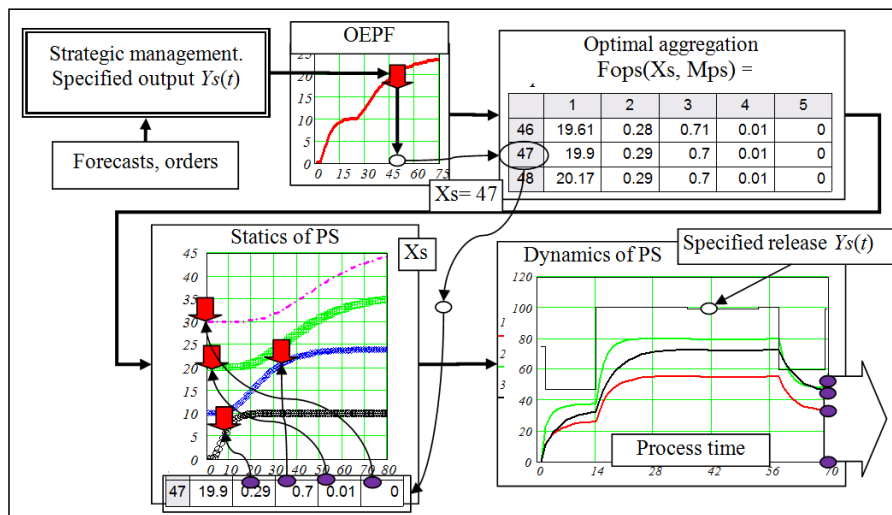 Strategic management.
Specified output Ys(t)
Forecasts, orders
OEPF
25
20
15
10
5
0
0 15 30 45 60 75
Xs= 47
Optimal aggregation
Fops(Xs, Mps) =
1 2 3 4 5
46 19.61 0.28 0.71 0.01 0
47 19.9 0.29 0.7 0.01 0
48 20.17 0.29 0.7 0.01 0
Statics of PS
Xs
45
40
35
30
25
20
15
10
5
0
0 10 20 30 40 50 60 70 80
47 19.9 0.29 0.7 0.01 0
Dynamics of PS
Specified release Ys(t)
120
100
80
60
40
20
0
1
2
3
Process time
0 14 28 42 56 70